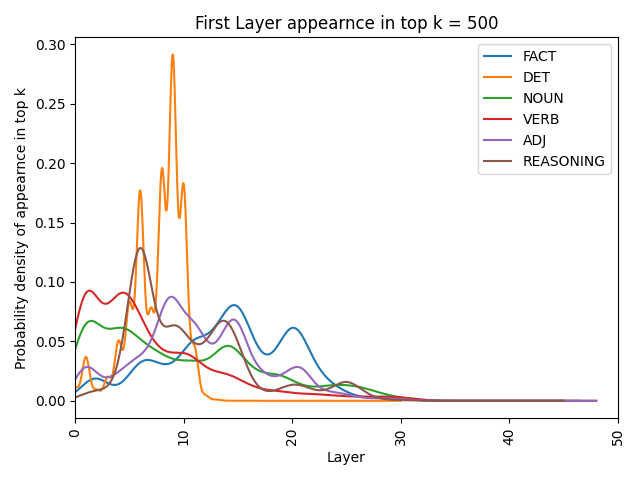 First Layer appearnce in top k = 500
Probability density of appearnce in top k
0.30
0.25
0.20
0.15
0.10
0.05
0.00
FACT
DET
NOUN
VERB
ADJ
REASONING
0
10
20
30
40
50
Layer